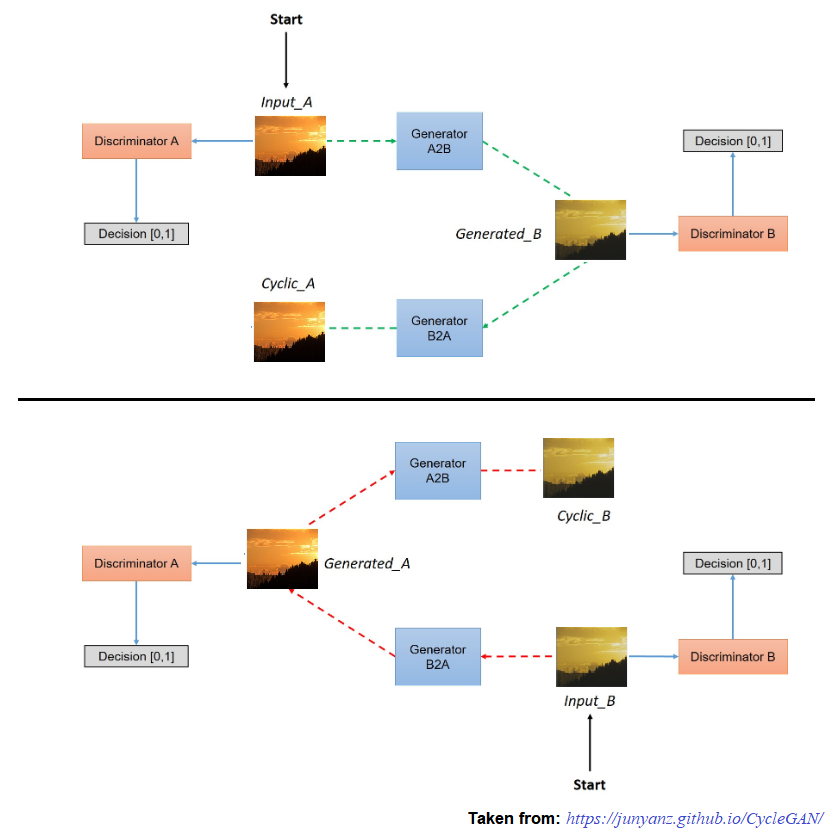 Start
Input_A
Discriminator A
Generator
A2B
Decision [0,1]
Decision [0,1]
Generated_B
Discriminator B
Cyclic_A
Generator
B2A
Generator
A2B
Cyclic_B
Discriminator A
Generated_A
Decision [0,1]
Decision [0,1]
Generator
B2A
Discriminator B
Input_B
Start
Taken from: https://junyanz.github.io/CycleGAN/